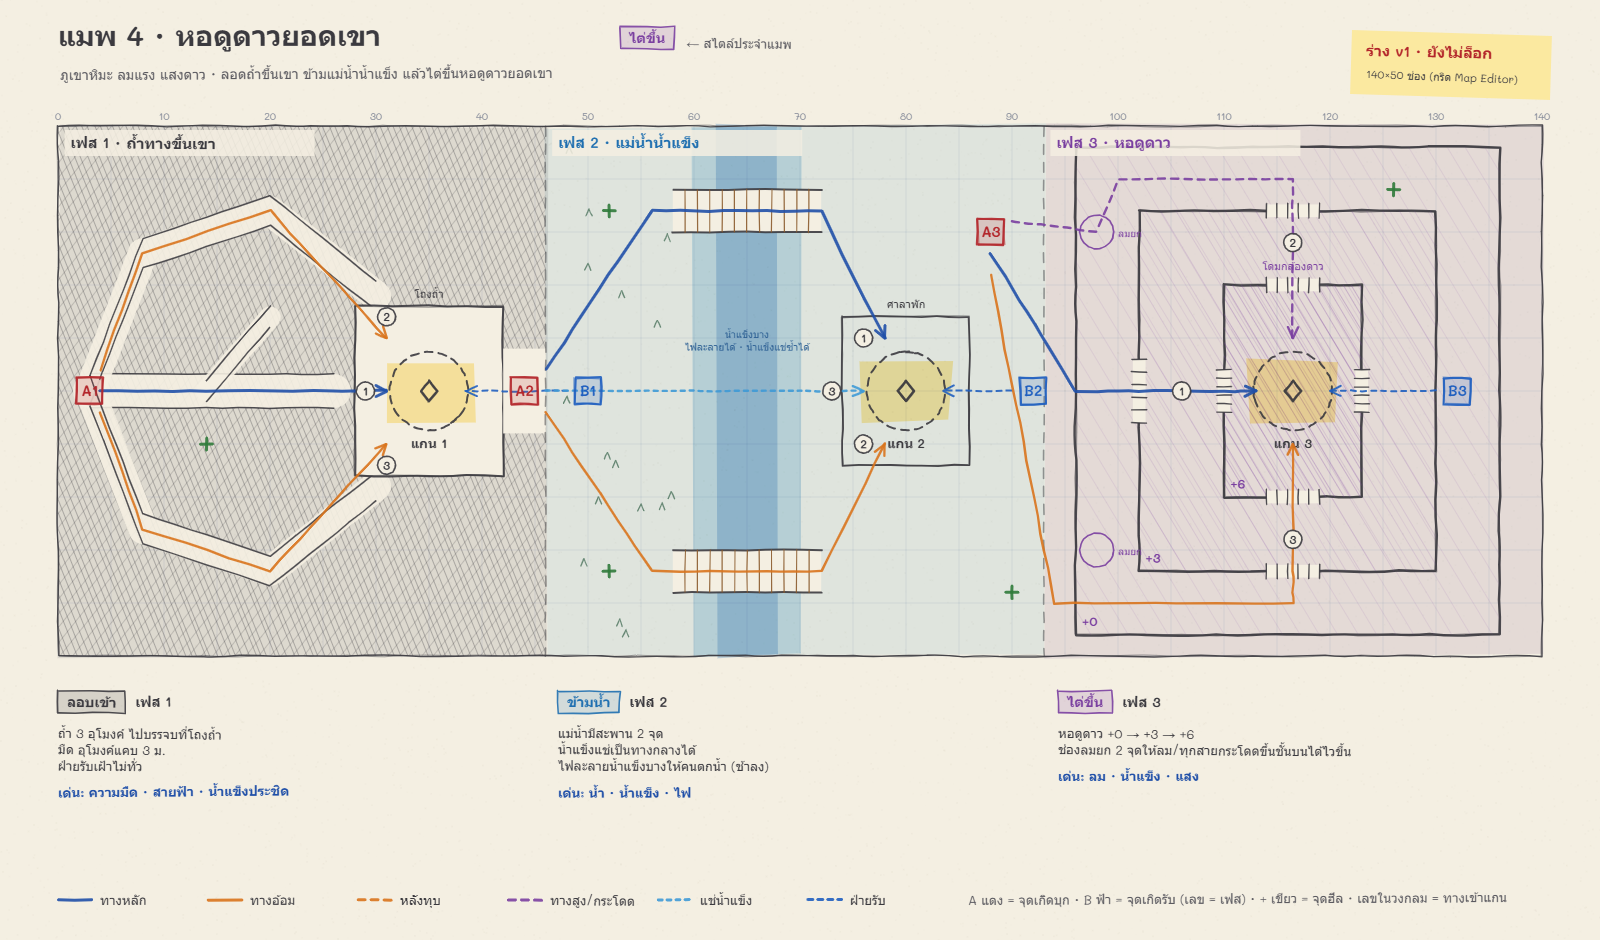 แมพ 4 · หอดูดาวยอดเขา
ไต่ขึ้น
← สไตล์ประจำแมพ
ภูเขาหิมะ ลมแรง แสงดาว · ลอดถ้ำขึ้นเขา ข้ามแม่น้ำน้ำแข็ง แล้วไต่ขึ้นหอดูดาวยอดเขา
ร่าง v1 · ยังไม่ล็อก
140×50 ช่อง (กริด Map Editor)
0 10 20 30 40 50 60 70 80 90 100 110 120 130 140
เฟส 1 · ถ้ำทางขึ้นเขา
เฟส 2 · แม่น้ำน้ำแข็ง
เฟส 3 · หอดูดาว
A3
ลมยก
2
โดมกล้องดาว
โถงถ้ำ
2
ศาลาพัก
น้ำแข็งบาง
ไฟละลายได้ · น้ำแข็งแช่ซ้ำได้
1
A1
1
A2
B1
3
B2
1
B3
แกน 1
2
แกน 2
แกน 3
3
+6
3
ลมยก
+3
+0
ลอบเข้า
เฟส 1
ถ้ำ 3 อุโมงค์ ไปบรรจบที่โถงถ้ำ
มืด อุโมงค์แคบ 3 ม.
ฝ่ายรับเฝ้าไม่ทั่ว
เด่น: ความมืด · สายฟ้า · น้ำแข็งประชิด
ข้ามน้ำ
เฟส 2
แม่น้ำมีสะพาน 2 จุด
น้ำแข็งแช่เป็นทางกลางได้
ไฟละลายน้ำแข็งบางให้คนตกน้ำ (ช้าลง)
เด่น: น้ำ · น้ำแข็ง · ไฟ
ไต่ขึ้น
เฟส 3
หอดูดาว +0 → +3 → +6
ช่องลมยก 2 จุดให้ลม/ทุกสายกระโดดขึ้นชั้นบนได้ไวขึ้น
เด่น: ลม · น้ำแข็ง · แสง
ทางหลัก
ทางอ้อม
หลังทุบ
ทางสูง/กระโดด
แช่น้ำแข็ง
ฝ่ายรับ
A แดง = จุดเกิดบุก · B ฟ้า = จุดเกิดรับ (เลข = เฟส) · + เขียว = จุดฮีล · เลขในวงกลม = ทางเข้าแกน